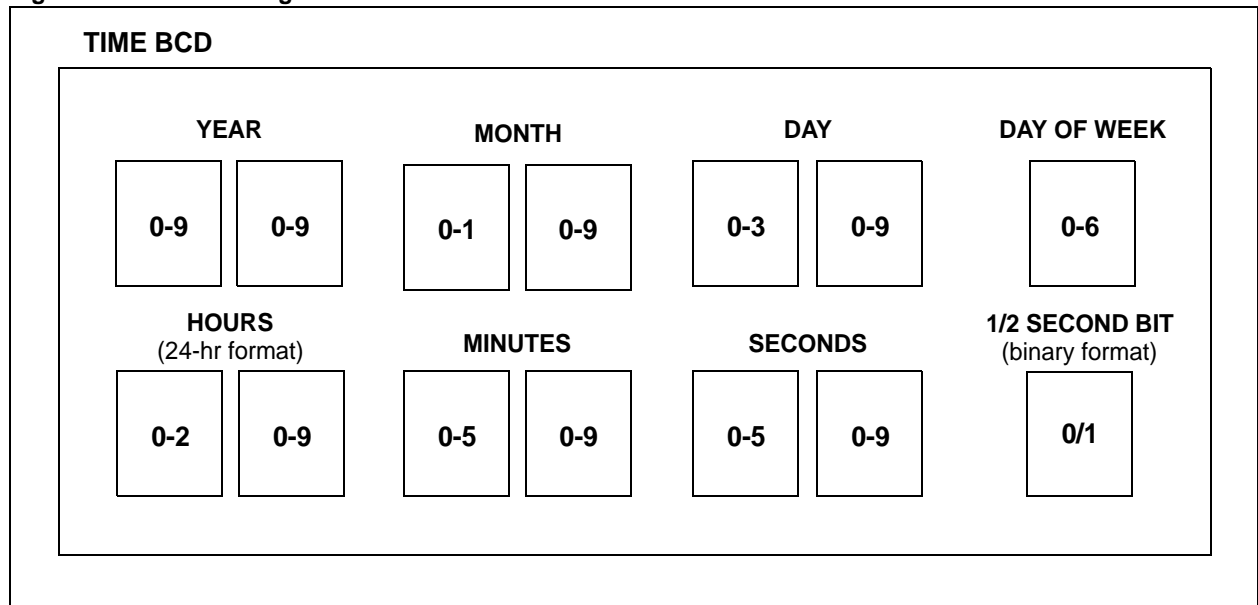 TIME BCD
YEAR MONTH DAY DAY OF WEEK
0-9 0-9 0-1 0-9 0-3 0-9 0-6
HOURS
(24-hr format)
MINUTES SECONDS
1/2 SECOND BIT
(binary format)
0-2 0-9 0-5 0-9 0-5 0-9 0/1